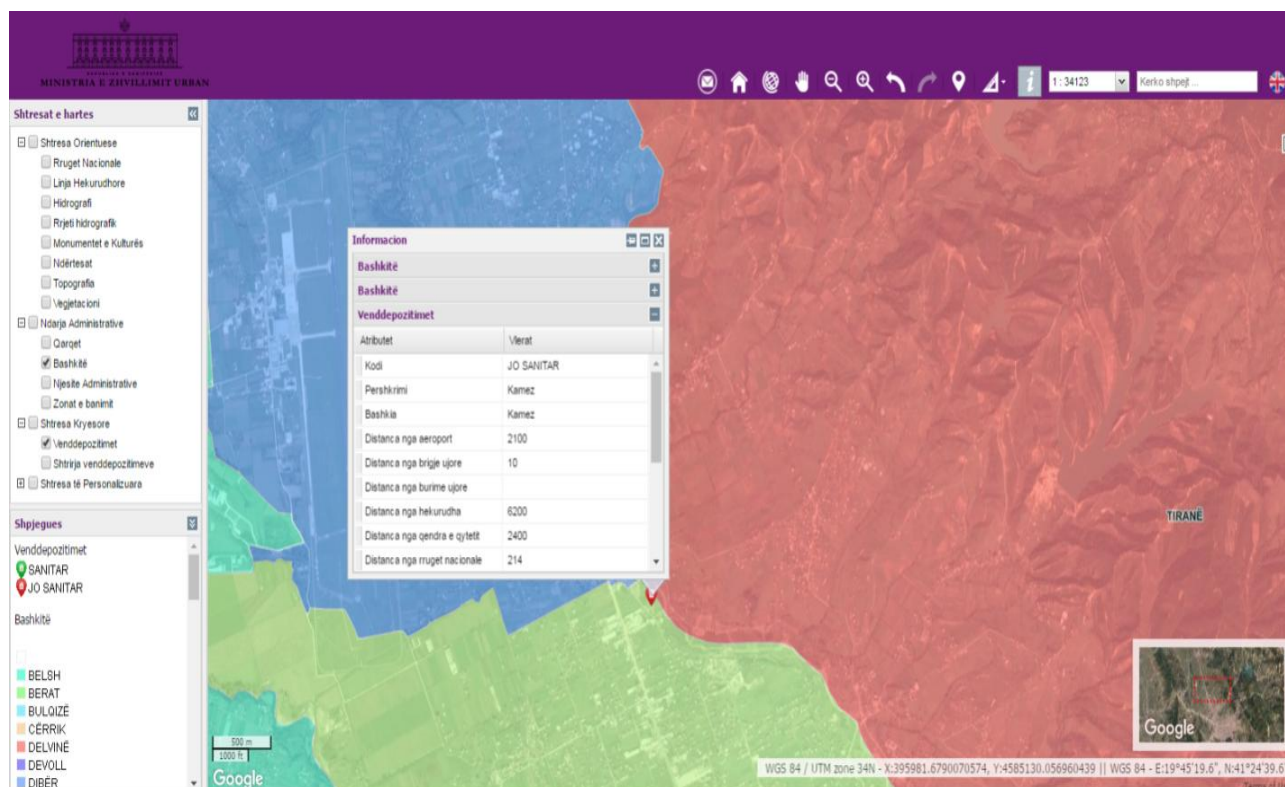 REPUBLIKA E SHQIPERISE
MINISTRIA E ZHVILLIMIT URBAN
1 : 34123
Kerko shpejt ...
Shtresat e hartes
Shtresa Orientuese
Rruget Nacionale
Linja Hekurudhore
Hidrografi
Rrjeti hidrografik
Monumentet e Kulturës
Ndërtesat
Topografia
Vegjetacioni
Ndarja Administrative
Qarqet
Bashkitë
Njesite Administrative
Zonat e banimit
Shtresa Kryesore
Venddepozitimet
Shtrirja venddepozitimeve
Shtresa të Personalizuara
Shpjegues
Venddepozitimet
SANITAR
JO SANITAR
Bashkitë
BELSH
BERAT
BULQIZË
CËRRIK
DELVINË
DEVOLL
DIBËR
Informacion
Bashkitë
Bashkitë
Venddepozitimet
Atributet Vlerat
Kodi JO SANITAR
Pershkrimi Kamez
Bashkia Kamez
Distanca nga aeroport 2100
Distanca nga brigje ujore 10
Distanca nga burime ujore
Distanca nga hekurudha 6200
Distanca nga qendra e qytetit 2400
Distanca nga rruget nacionale 214
TIRANË
500 m
1000 ft
Google
Google
WGS 84 / UTM zone 34N - X:395981.6790070574, Y:4585130.056960439 || WGS 84 - E:19°45'19.6", N:41°24'39.6